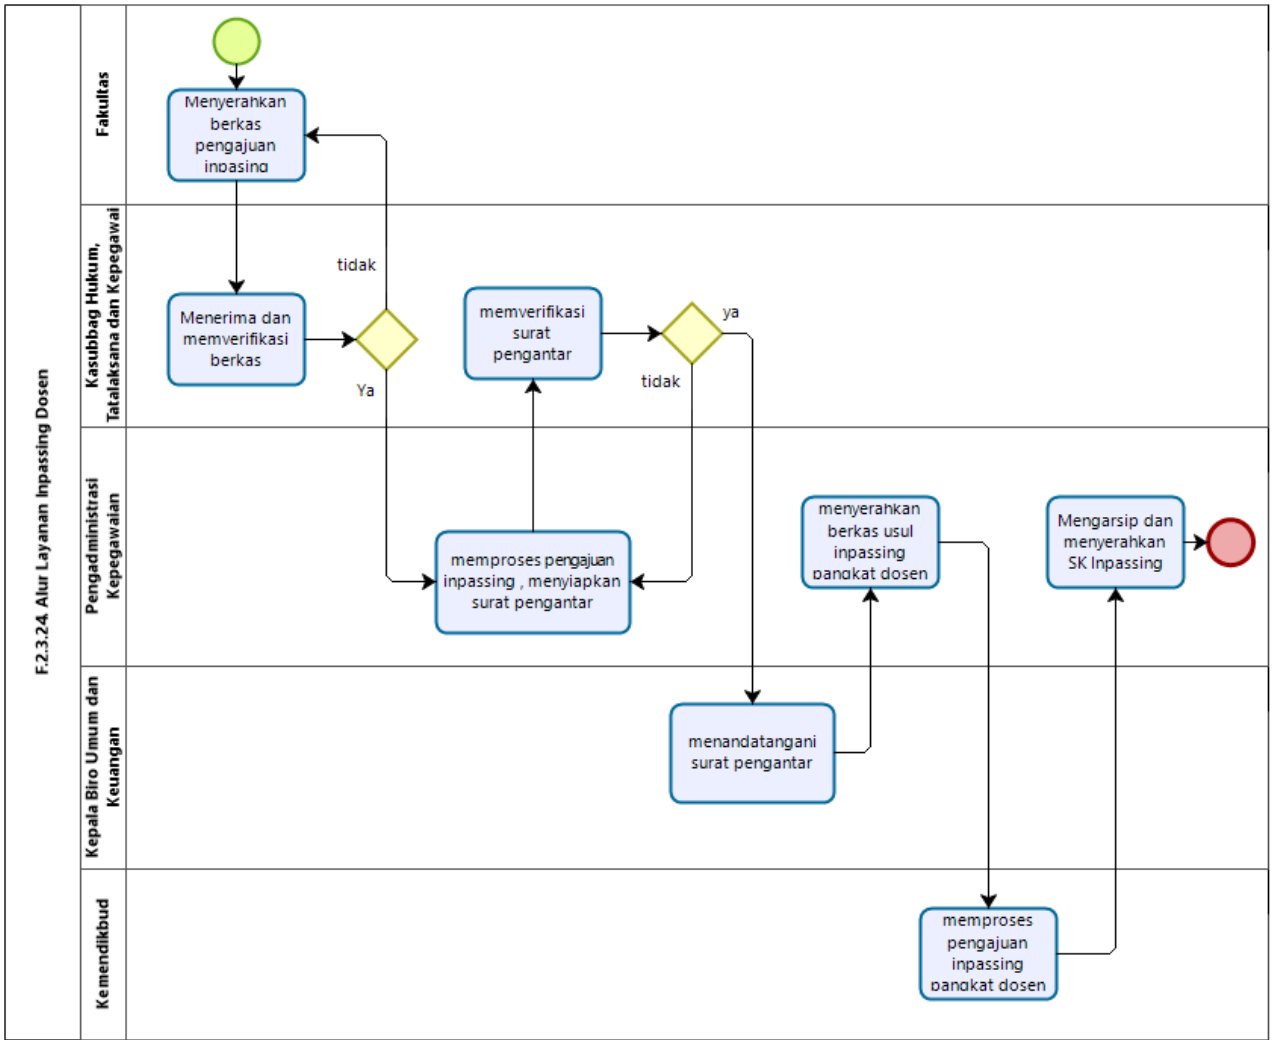 F.2.3.24. Alur Layanan Inpassing Dosen
Fakultas
Menyerahkan
berkas
pengajuan
inpasing
Kasubbag Hukum,
Tatalaksana dan Kepegawai
tidak
Menerima dan
memverifikasi
berkas
Ya
memverifikasi
surat
pengantar
ya
tidak
Pengadministrasi
Kepegawaian
memproses pengajuan
inpassing , menyiapkan
surat pengantar
menyerahkan
berkas usul
inpassing
pangkat dosen
Mengarsip dan
menyerahkan
SK Inpassing
Kepala Biro Umum dan
Keuangan
menandatangani
surat pengantar
Kemendikbud
memproses
pengajuan
inpassing
pangkat dosen